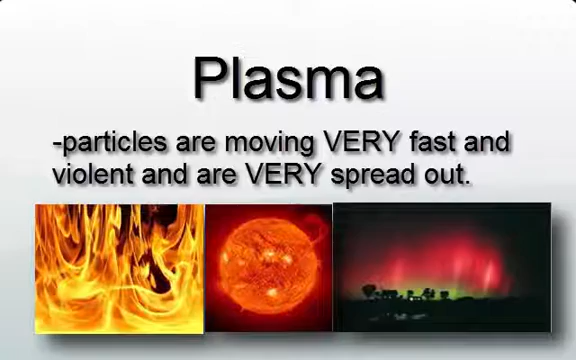 Plasma
-particles are moving VERY fast and
violent and are VERY spread out.